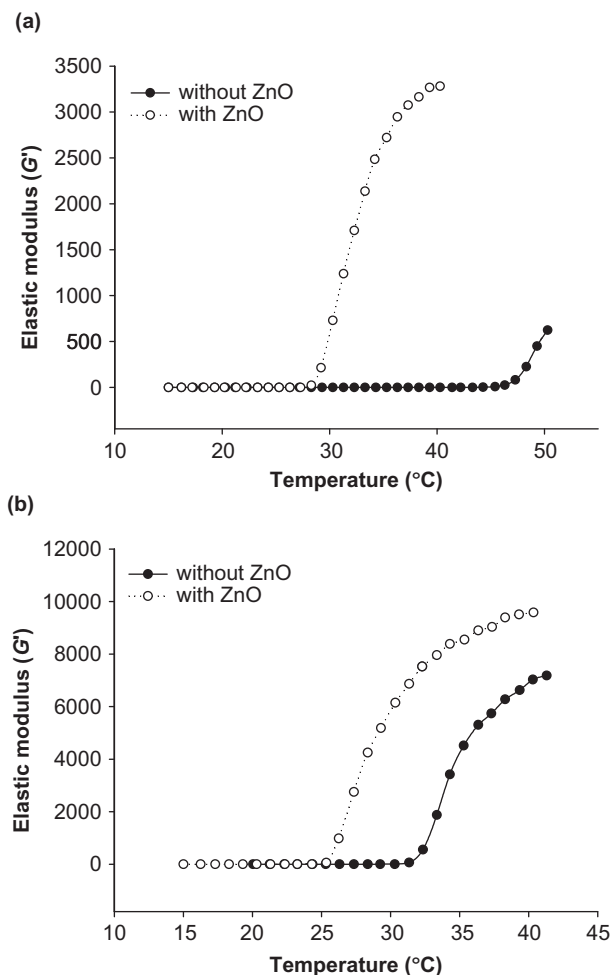 (a)
3500
3000
2500
2000
1500
1000
500
0
without ZnO
with ZnO
Elastic modulus (G')
10 20 30 40 50
Temperature (°C)
(b)
12000
10000
8000
6000
4000
2000
0
without ZnO
with ZnO
Elastic modulus (G')
10 15 20 25 30 35 40 45
Temperature (°C)